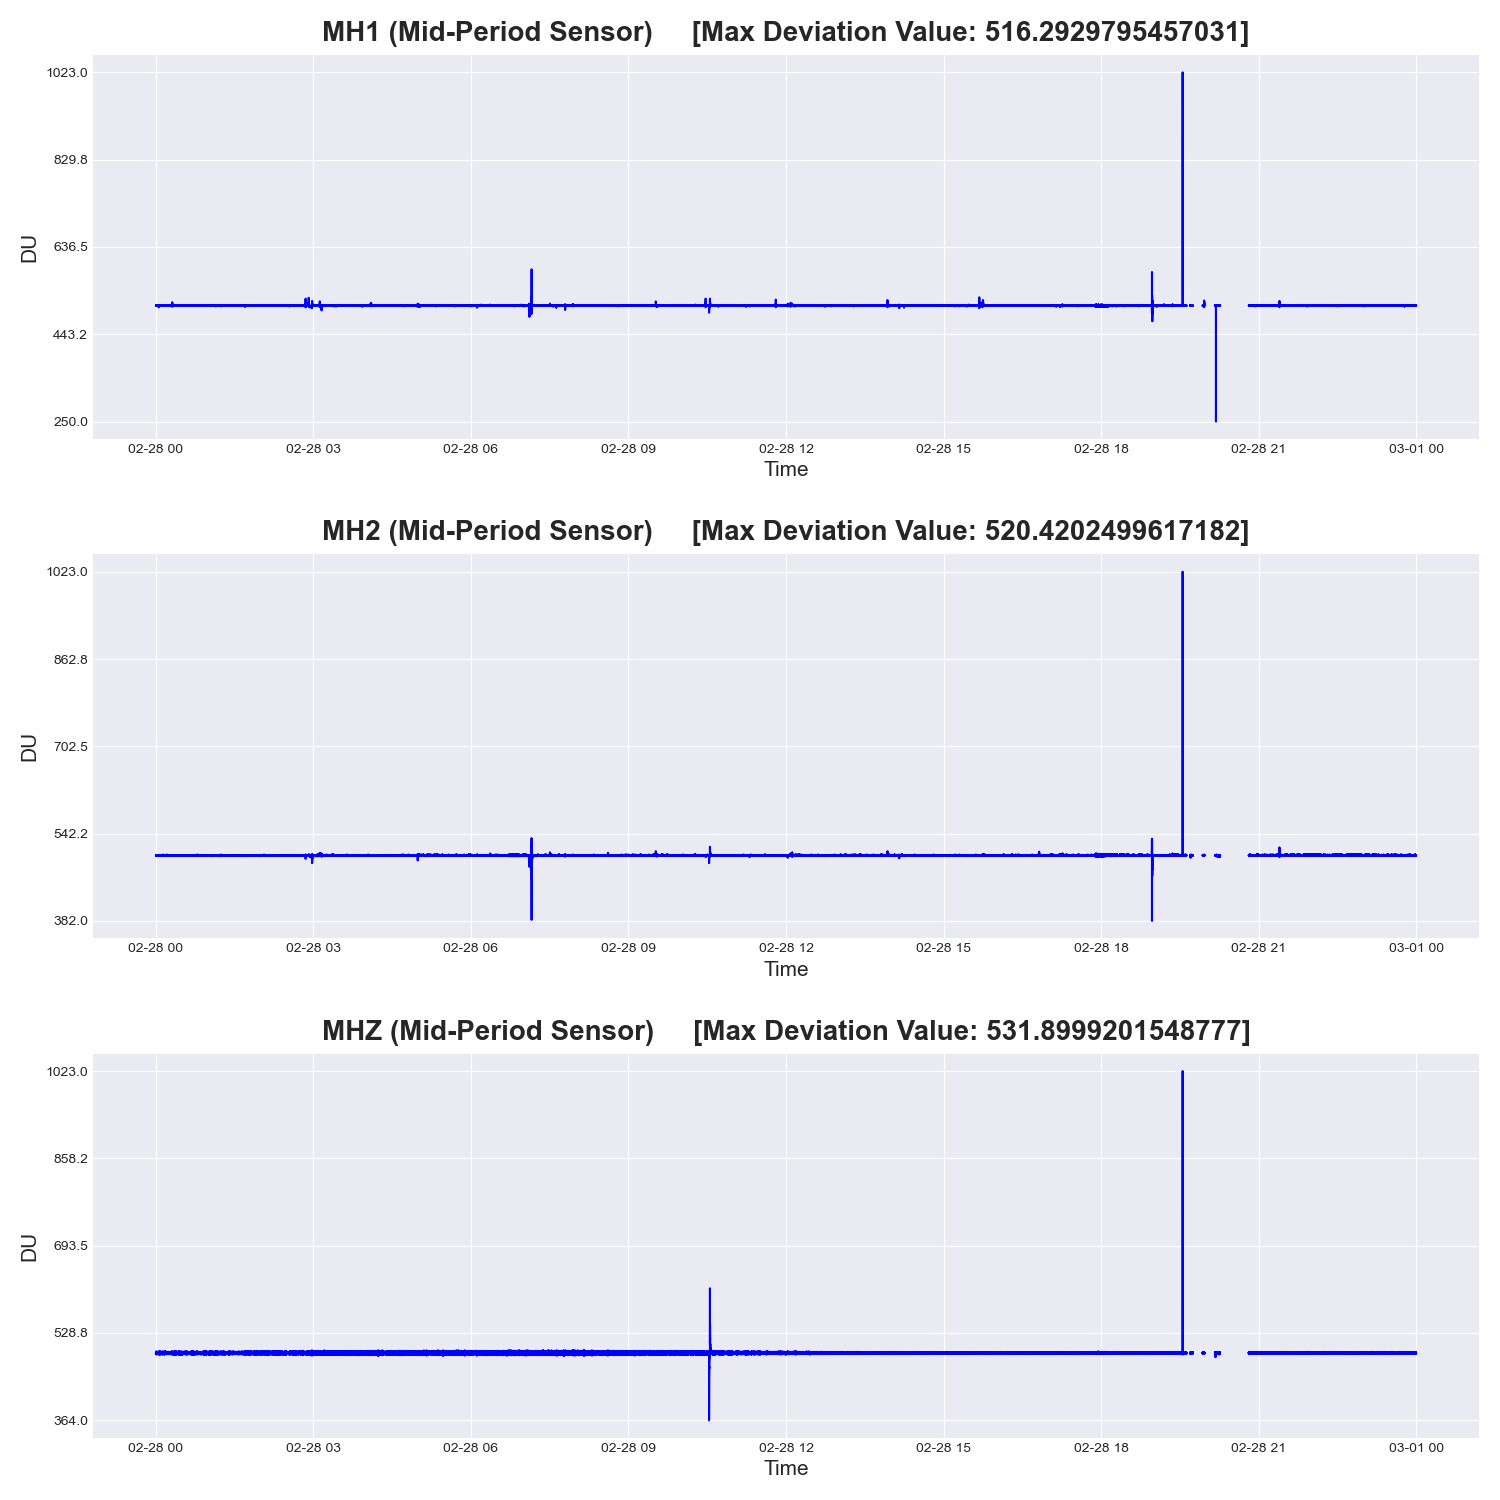 MH1 (Mid-Period Sensor) [Max Deviation Value: 516.2929795457031]
1023.0
829.8
636.5
443.2
250.0
DU
02-28 00 02-28 03 02-28 06 02-28 09 02-28 12 02-28 15 02-28 18 02-28 21 03-01 00
Time
MH2 (Mid-Period Sensor) [Max Deviation Value: 520.4202499617182]
1023.0
862.8
702.5
542.2
382.0
DU
02-28 00 02-28 03 02-28 06 02-28 09 02-28 12 02-28 15 02-28 18 02-28 21 03-01 00
Time
MHZ (Mid-Period Sensor) [Max Deviation Value: 531.8999201548777]
1023.0
858.2
693.5
528.8
364.0
DU
02-28 00 02-28 03 02-28 06 02-28 09 02-28 12 02-28 15 02-28 18 02-28 21 03-01 00
Time